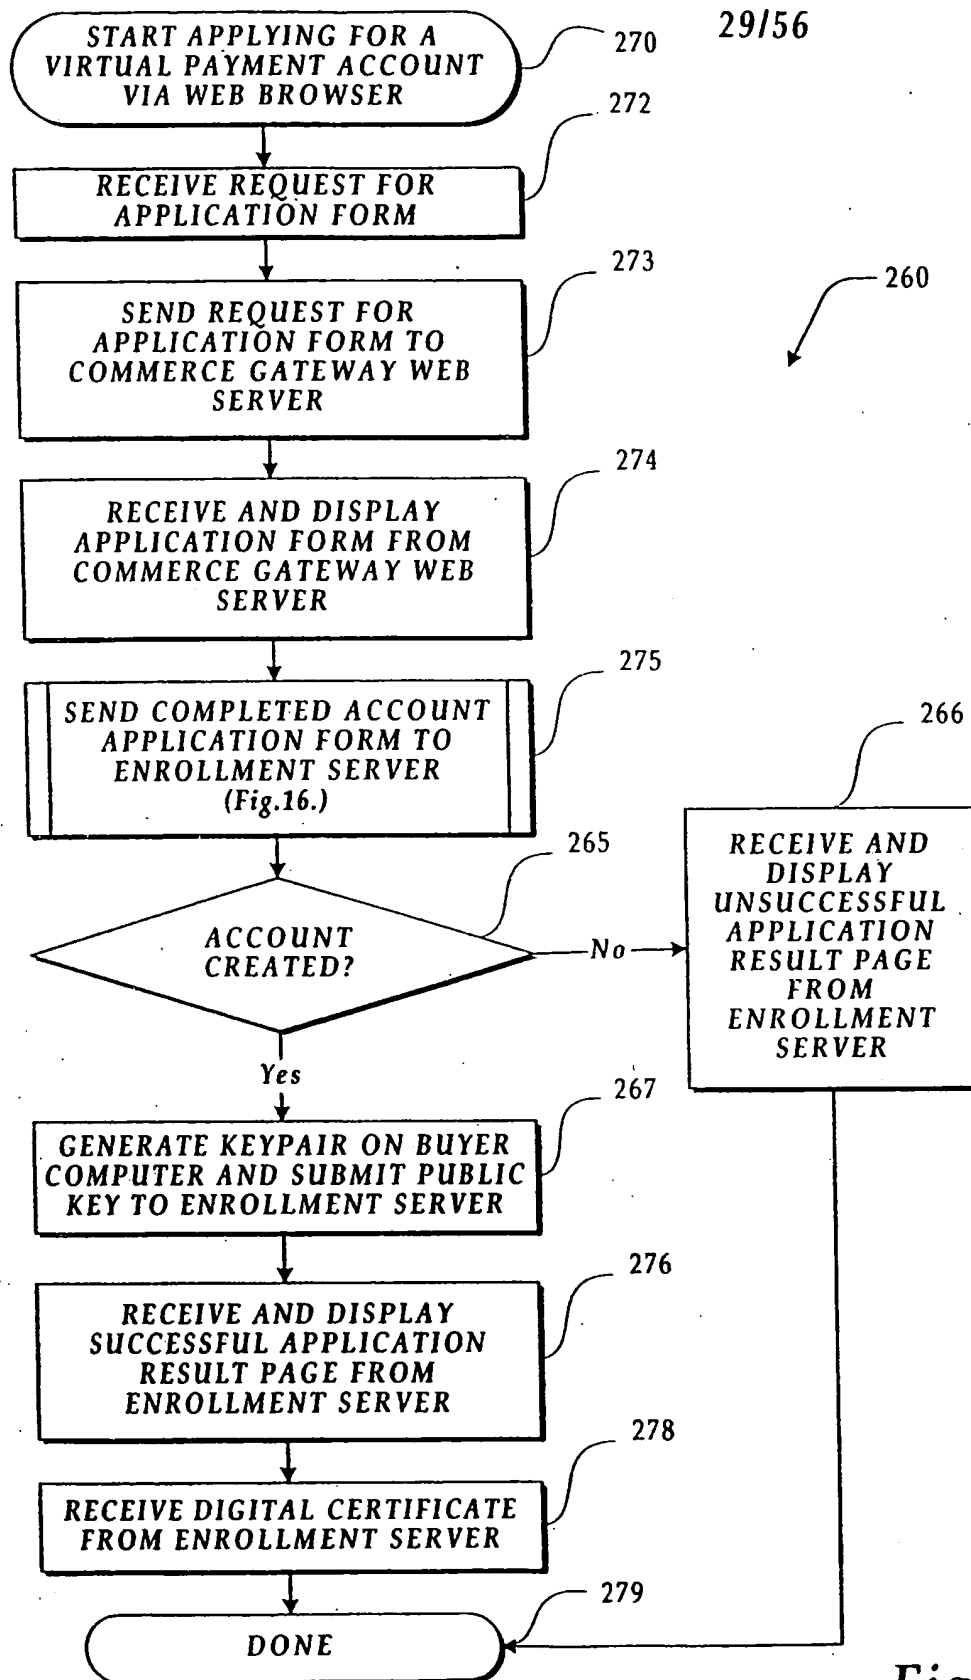 29/56
START APPLYING FOR A
VIRTUAL PAYMENT ACCOUNT
VIA WEB BROWSER
270
272
RECEIVE REQUEST FOR
APPLICATION FORM
273
260
SEND REQUEST FOR
APPLICATION FORM TO
COMMERCE GATEWAY WEB
SERVER
274
RECEIVE AND DISPLAY
APPLICATION FORM FROM
COMMERCE GATEWAY WEB
SERVER
275
SEND COMPLETED ACCOUNT
APPLICATION FORM TO
ENROLLMENT SERVER
(Fig.16.)
266
265
ACCOUNT
CREATED?
No
RECEIVE AND
DISPLAY
UNSUCCESSFUL
APPLICATION
RESULT PAGE
FROM
ENROLLMENT
SERVER
Yes
267
GENERATE KEYPAIR ON BUYER
COMPUTER AND SUBMIT PUBLIC
KEY TO ENROLLMENT SERVER
276
RECEIVE AND DISPLAY
SUCCESSFUL APPLICATION
RESULT PAGE FROM
ENROLLMENT SERVER
278
RECEIVE DIGITAL CERTIFICATE
FROM ENROLLMENT SERVER
279
DONE